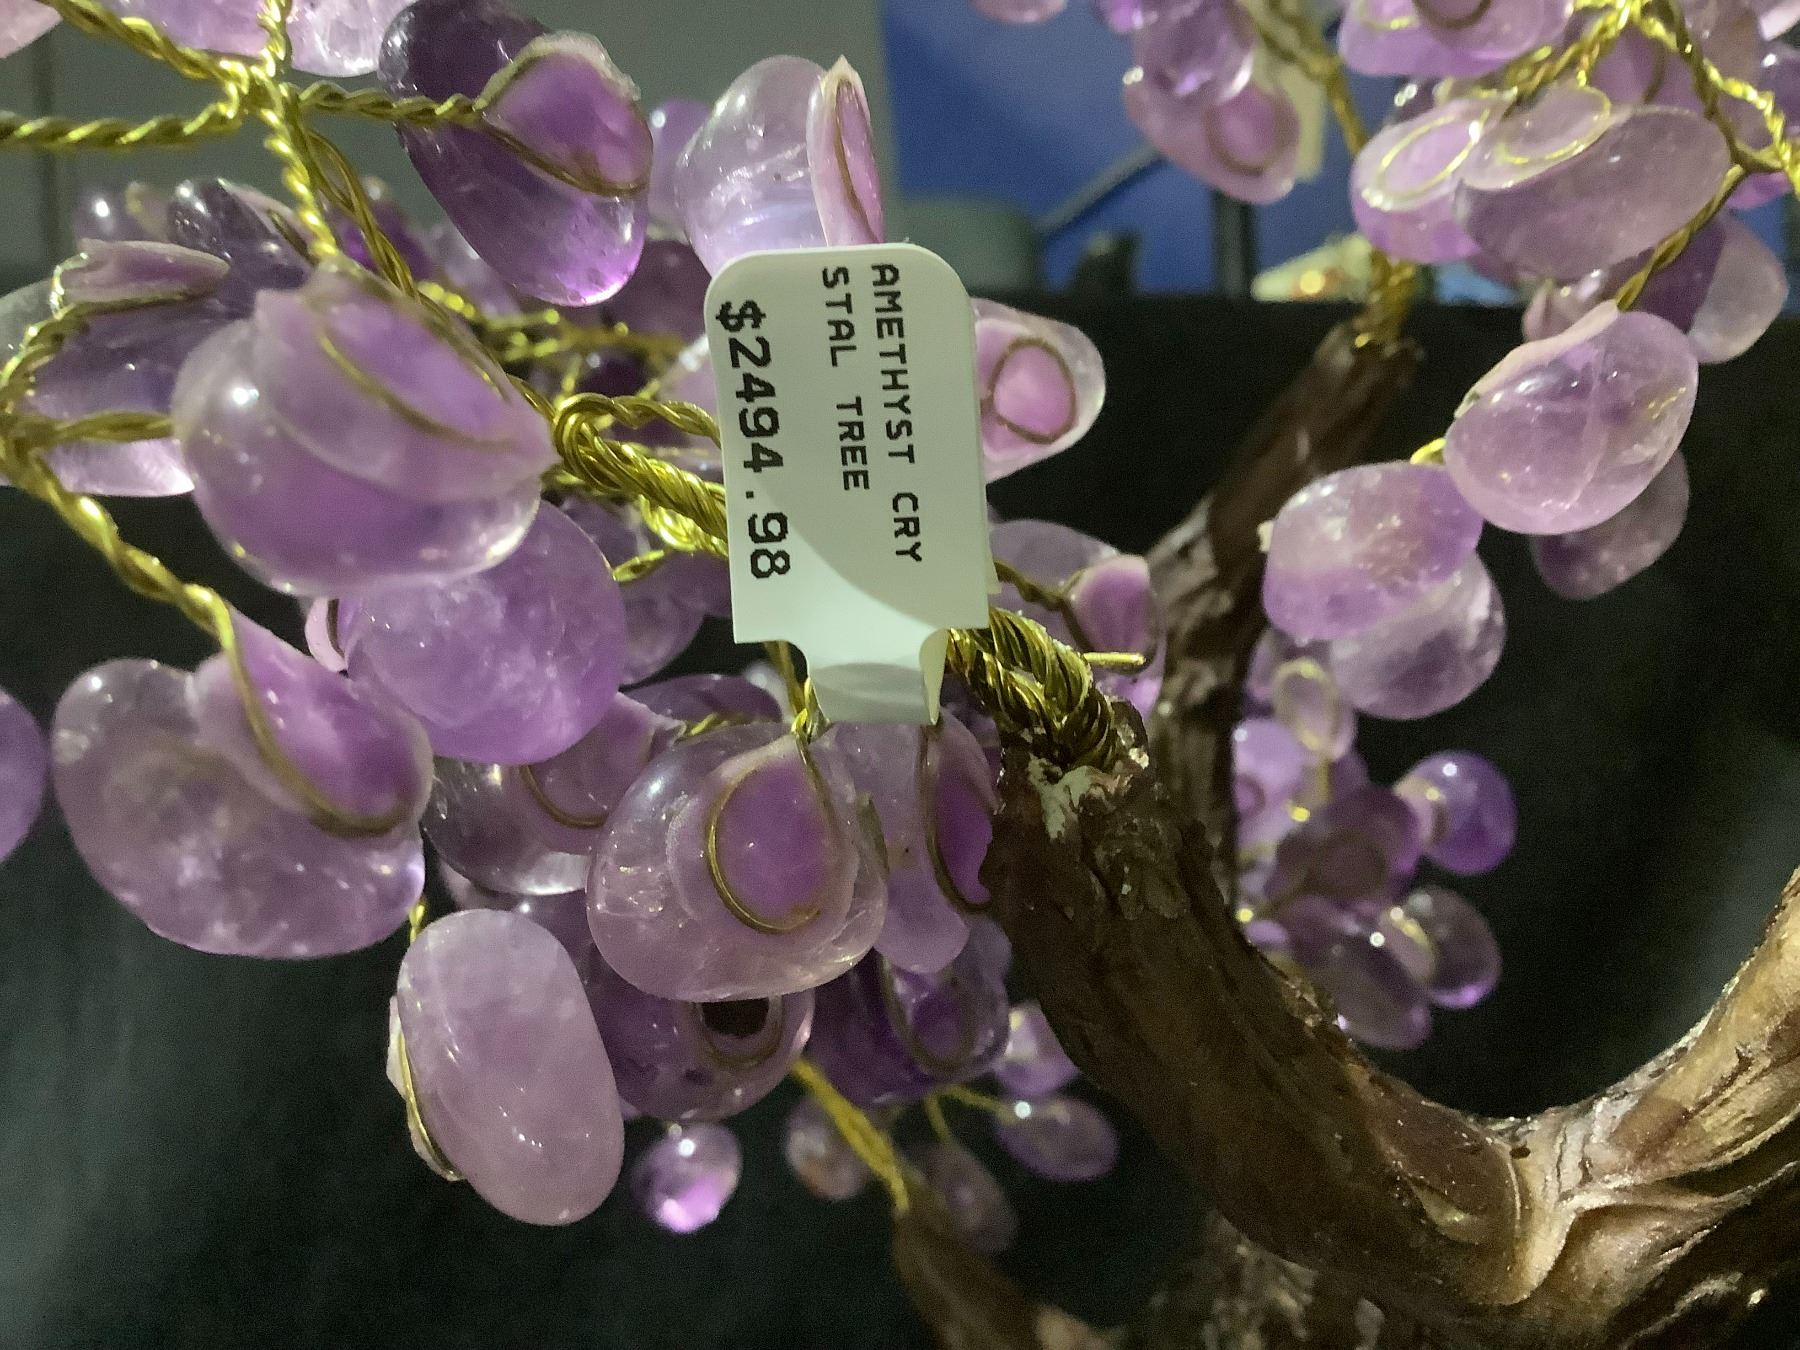 AMETHYST CRY
STAL TREE
$2494.98